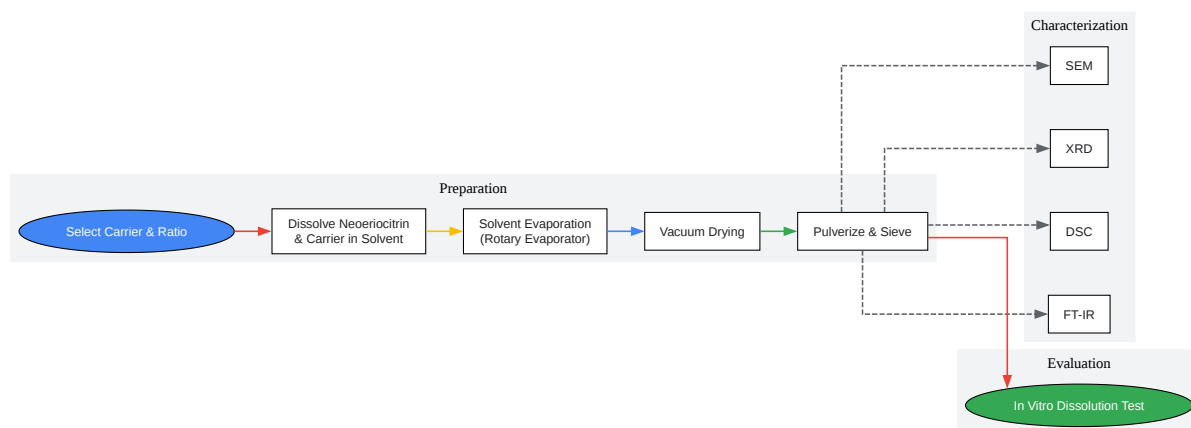 Characterization
SEM
XRD
Preparation
Select Carrier & Ratio
Dissolve Neoeriocitrin
& Carrier in Solvent
Solvent Evaporation
(Rotary Evaporator)
Vacuum Drying
Pulverize & Sieve
DSC
FT-IR
Evaluation
In Vitro Dissolution Test